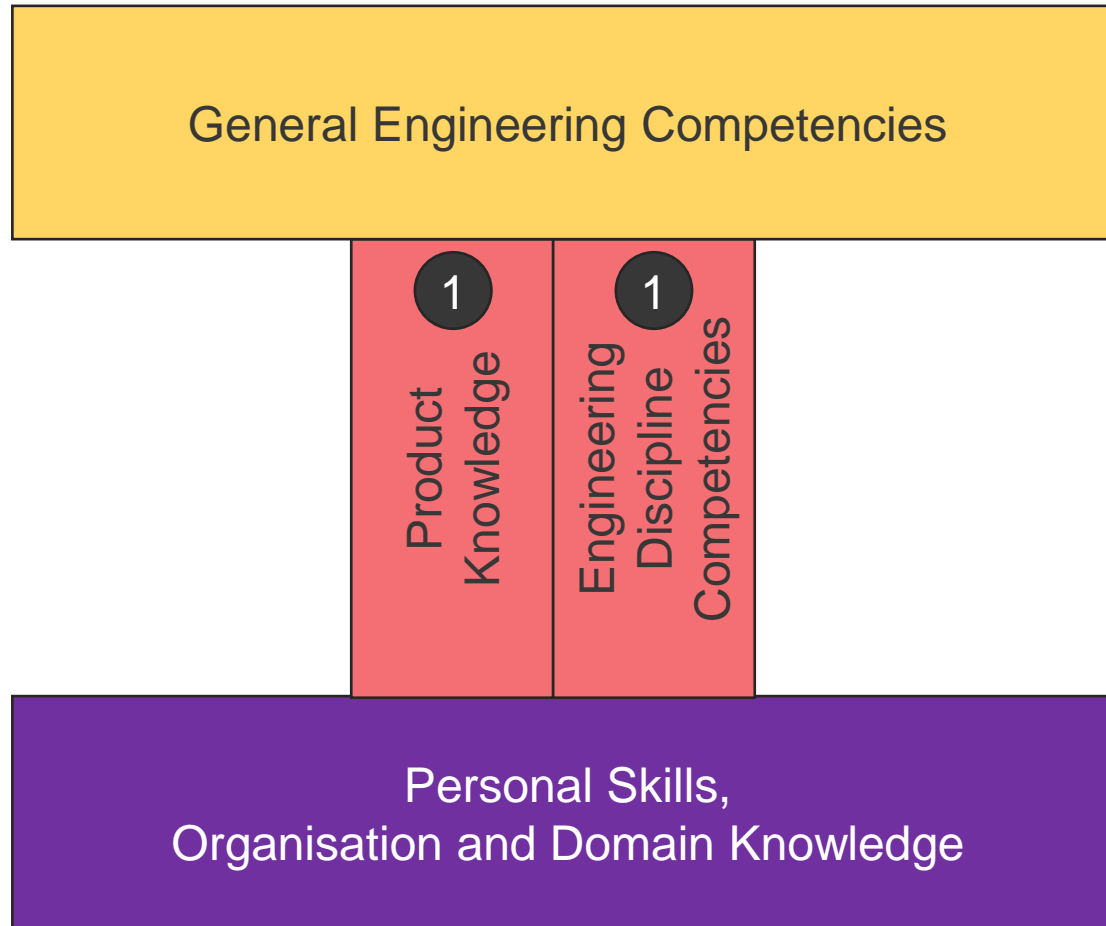 General Engineering Competencies
1
Product
Knowledge
1
Engineering
Discipline
Competencies
Personal Skills,
Organisation and Domain Knowledge